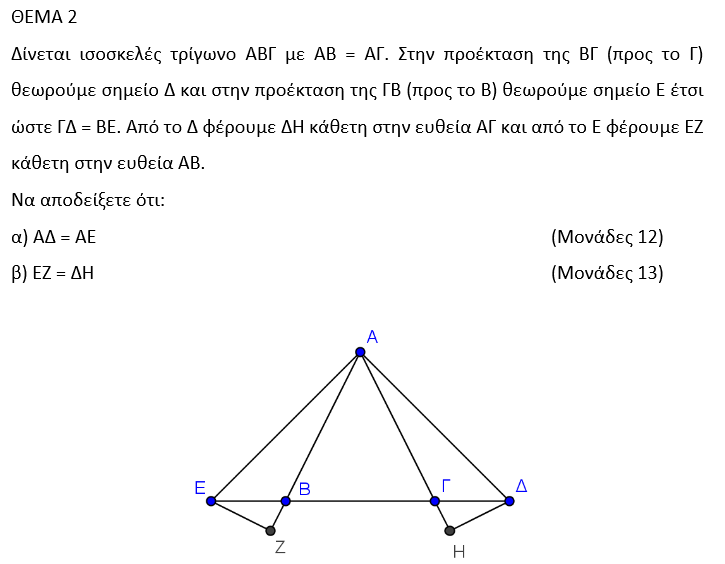 ΘΕΜΑ 2
Δίνεται ισοσκελές τρίγωνο ΑΒΓ με ΑΒ = ΑΓ. Στην προέκταση της ΒΓ (προς το Γ)
θεωρούμε σημείο Δ και στην προέκταση της ΓΒ (προς το Β) θεωρούμε σημείο Ε έτσι
ώστε ΓΔ = ΒΕ. Από το Δ φέρουμε ΔΗ κάθετη στην ευθεία ΑΓ και από το Ε φέρουμε ΕΖ
κάθετη στην ευθεία ΑΒ.
Να αποδείξετε ότι:
α) ΑΔ = ΑΕ (Μονάδες 12)
β) ΕΖ = ΔΗ (Μονάδες 13)
Α
Ε Β Γ Δ
Ζ Η